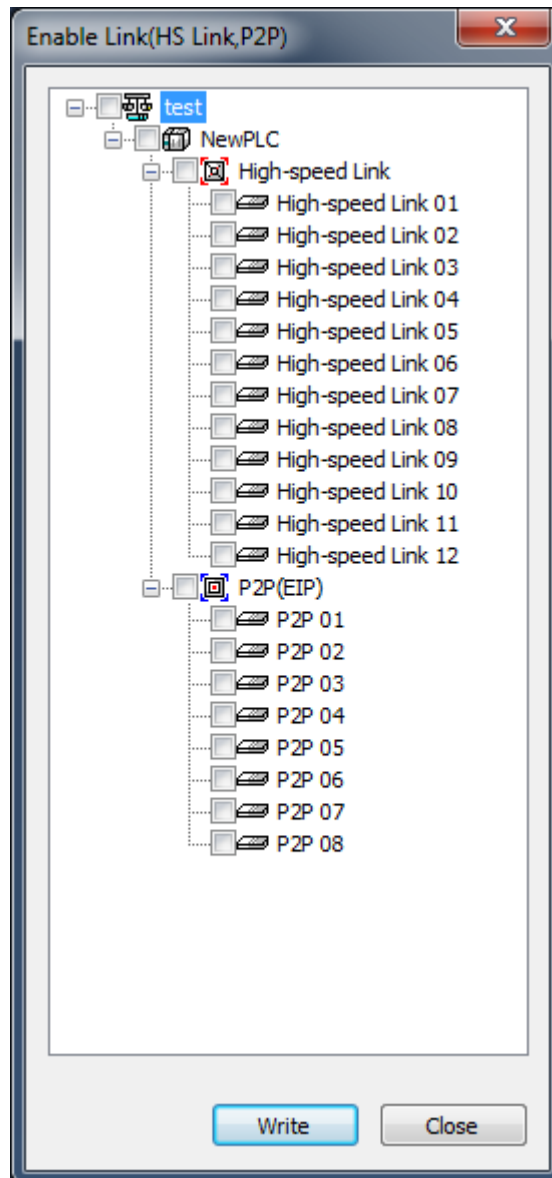 Enable Link(HS Link,P2P)
test
NewPLC
High-speed Link
High-speed Link 01
High-speed Link 02
High-speed Link 03
High-speed Link 04
High-speed Link 05
High-speed Link 06
High-speed Link 07
High-speed Link 08
High-speed Link 09
High-speed Link 10
High-speed Link 11
High-speed Link 12
P2P(EIP)
P2P 01
P2P 02
P2P 03
P2P 04
P2P 05
P2P 06
P2P 07
P2P 08
Write Close